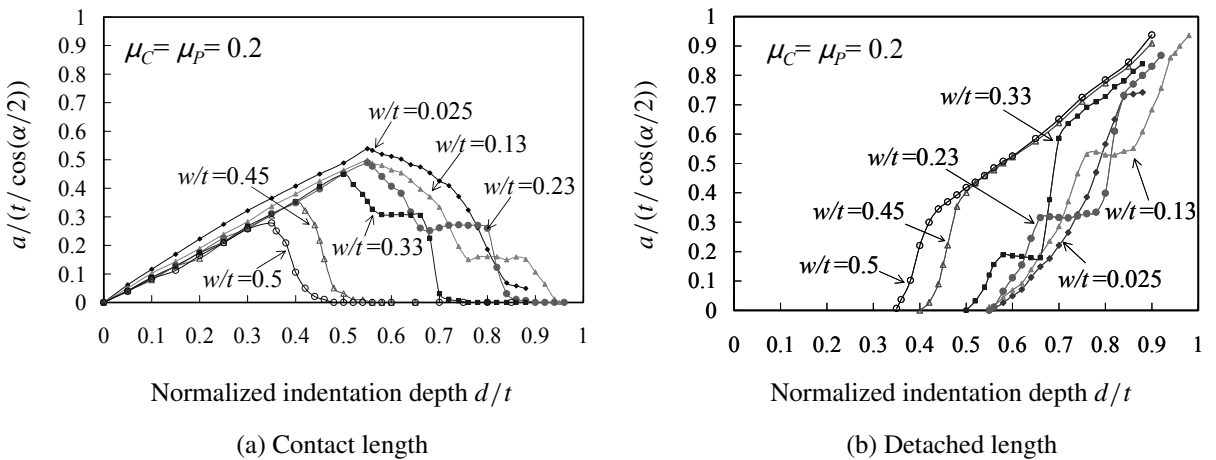 1
0.9
0.8
0.7
0.6
0.5
0.4
0.3
0.2
0.1
0
a/(t/cos(α/2))
μC= μP= 0.2
w/t=0.025
w/t=0.13
w/t=0.45
w/t=0.23
w/t=0.33
w/t=0.5
0 0.1 0.2 0.3 0.4 0.5 0.6 0.7 0.8 0.9 1
Normalized indentation depth d/t
(a) Contact length
1
0.9
0.8
0.7
0.6
0.5
0.4
0.3
0.2
0.1
0
a/(t/cos(α/2))
μC= μP= 0.2
w/t=0.33
w/t=0.23
w/t=0.45
w/t=0.13
w/t=0.5
w/t=0.025
0 0.1 0.2 0.3 0.4 0.5 0.6 0.7 0.8 0.9 1
Normalized indentation depth d/t
(b) Detached length